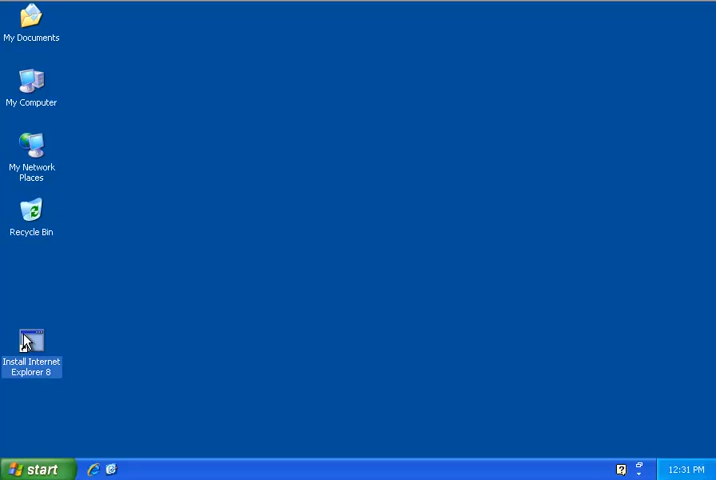 My Documents
My Computer
My Network
Places
Recycle Bin
Install Internet
Explorer 8
start
?
12:31 PM